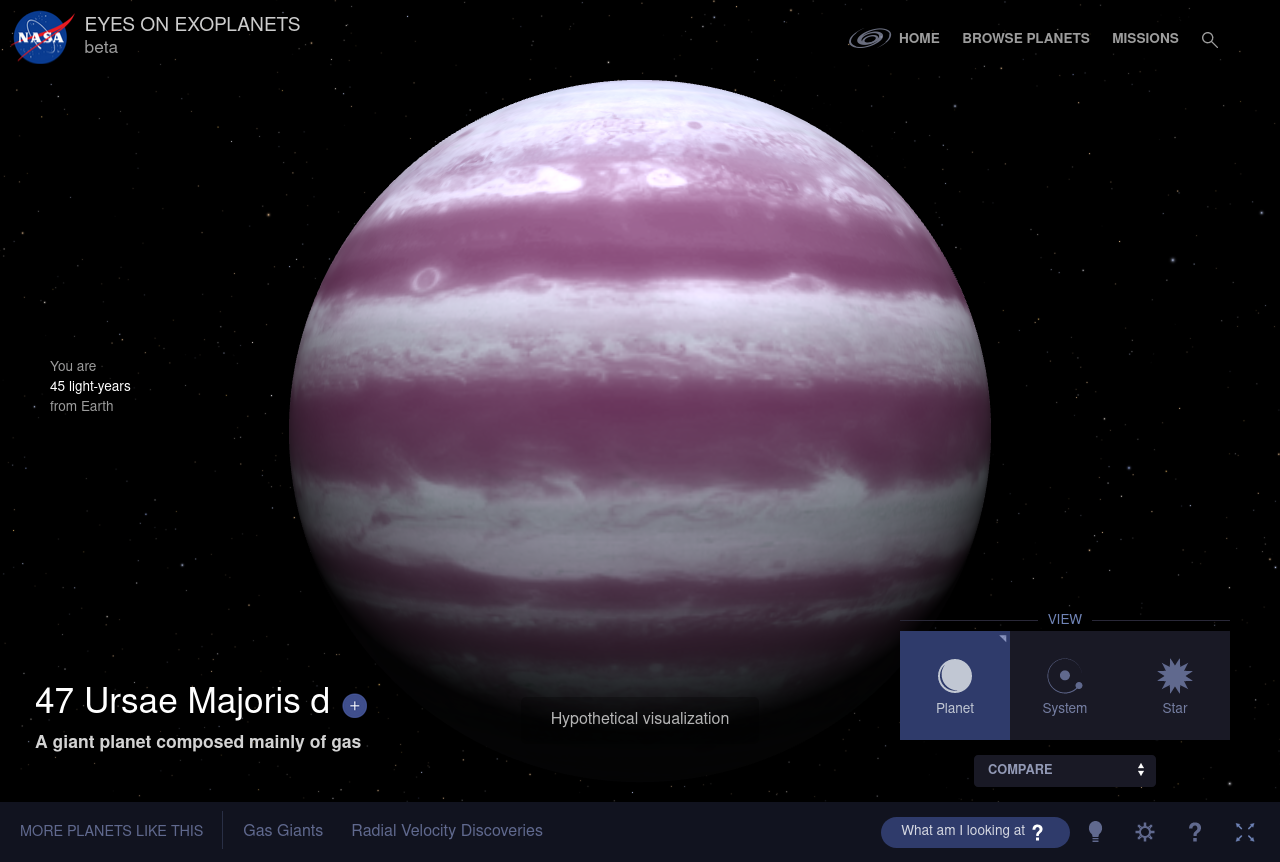 NASA
EYES ON EXOPLANETS
beta
HOME
BROWSE PLANETS
MISSIONS
You are
45 light-years
from Earth
47 Ursae Majoris d +
A giant planet composed mainly of gas
Hypothetical visualization
VIEW
Planet
System
Star
COMPARE
MORE PLANETS LIKE THIS
Gas Giants
Radial Velocity Discoveries
What am I looking at ?
?